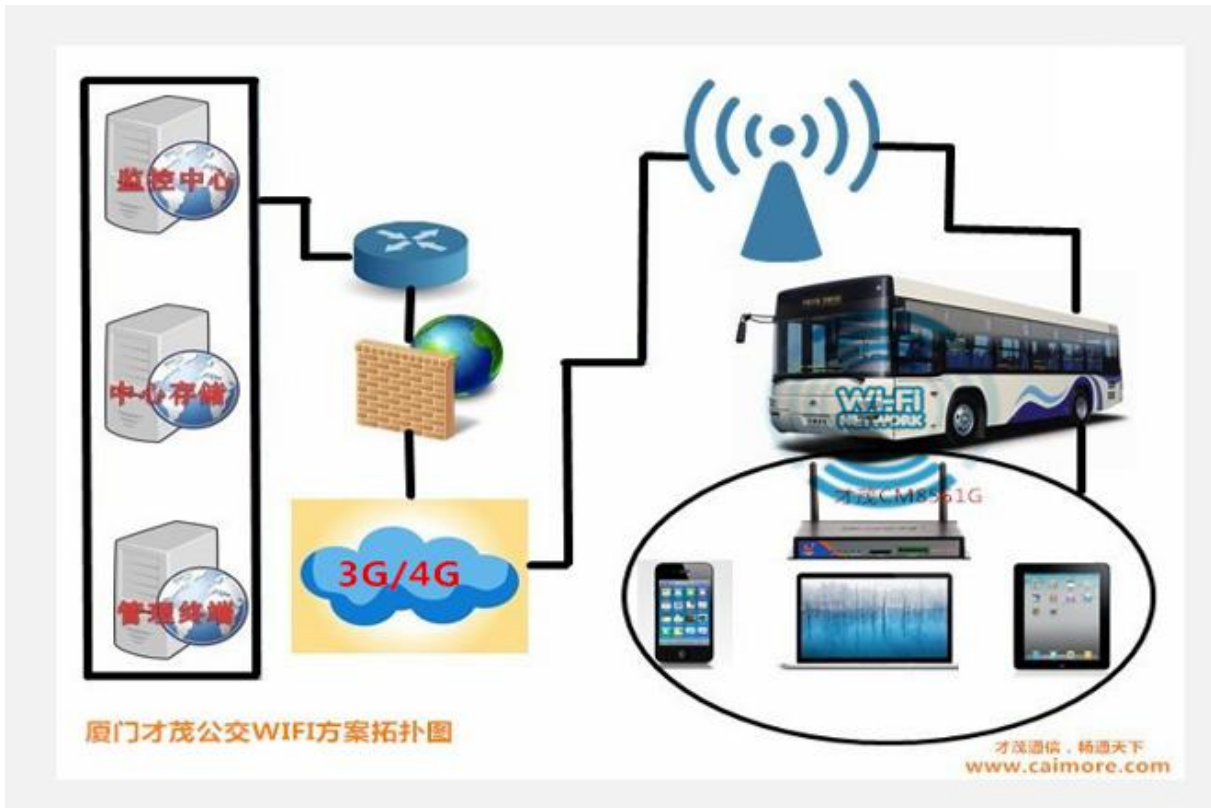 监控中心
中心存储
管理终端
3G/4G
WI-FI
NETWORK
才茂CM8561G
厦门才茂公交WIFI方案拓扑图
才茂通信，畅通天下
www.caimore.com